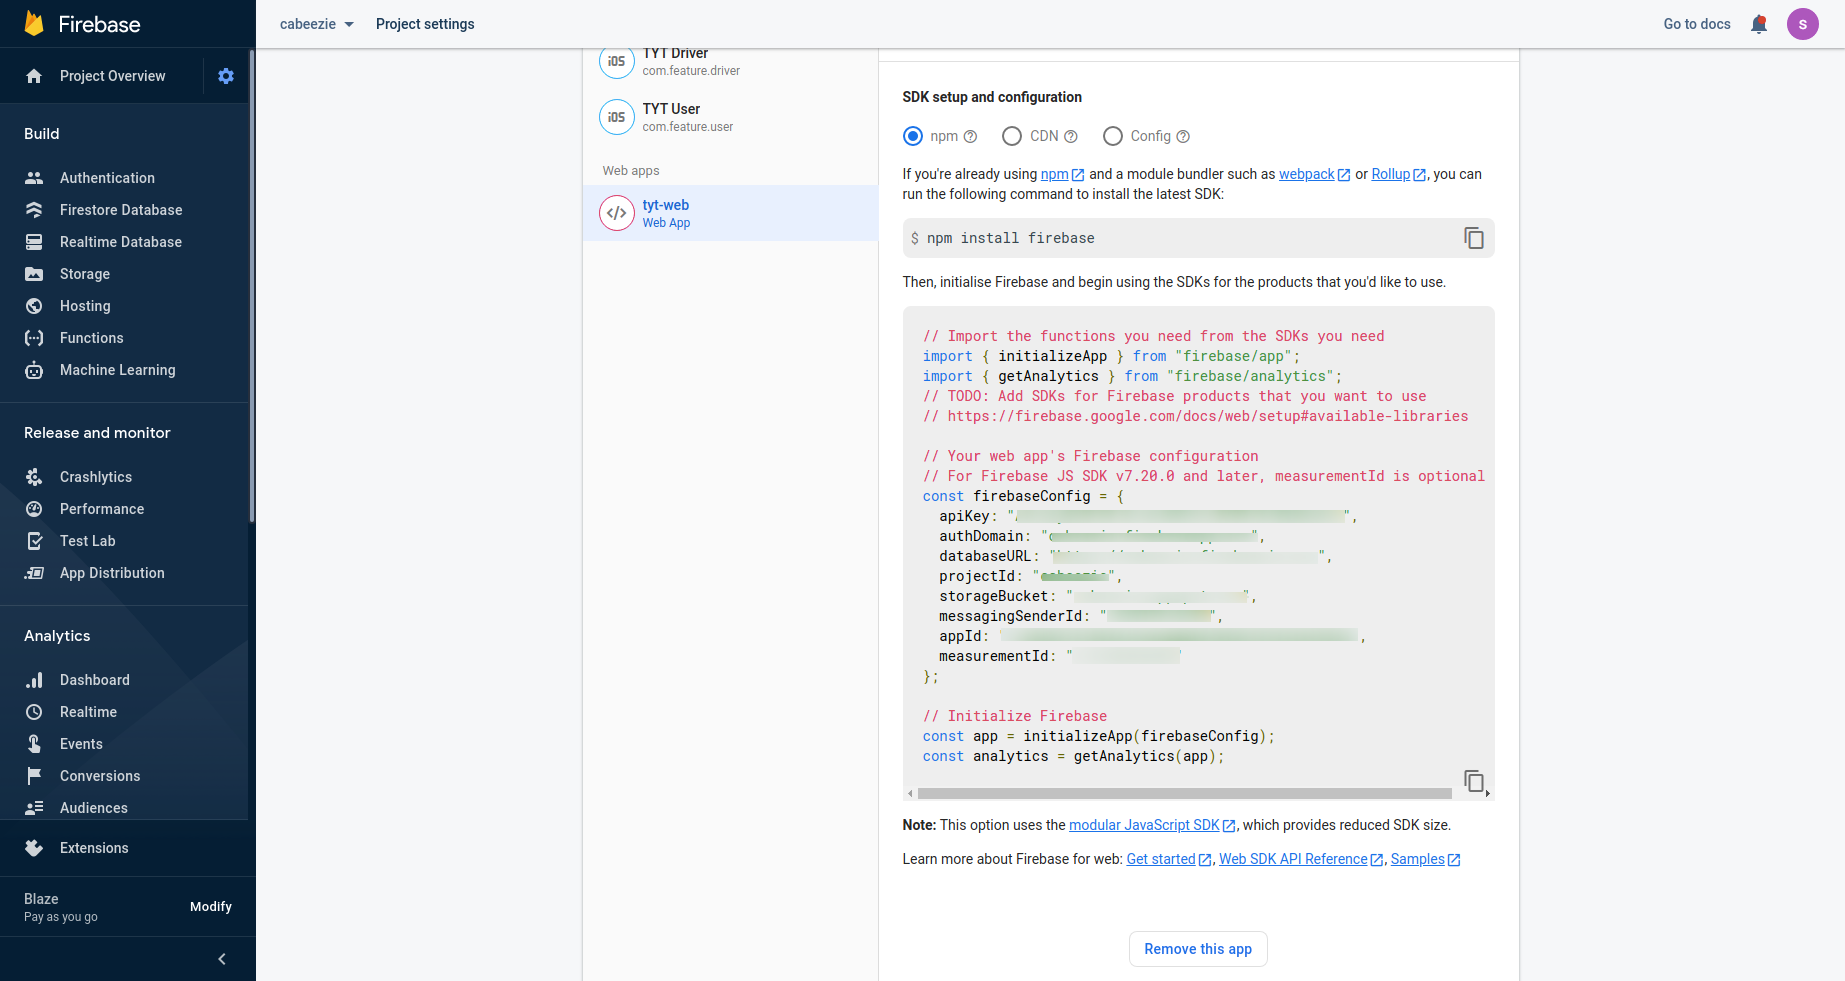 Firebase
Project Overview
Build
Authentication
Firestore Database
Realtime Database
Storage
Hosting
Functions
Machine Learning
Release and monitor
Crashlytics
Performance
Test Lab
App Distribution
Analytics
Dashboard
Realtime
Events
Conversions
Audiences
Extensions
Blaze
Pay as you go
Modify
cabeezie
Project settings
Go to docs
S
iOS
TYT Driver
com.feature.driver
iOS
TYT User
com.feature.user
Web apps
</>
tyt-web
Web App
SDK setup and configuration
npm CDN Config
If you're already using npm and a module bundler such as webpack or Rollup, you can
run the following command to install the latest SDK:
$ npm install firebase
Then, initialise Firebase and begin using the SDKs for the products that you'd like to use.
// Import the functions you need from the SDKs you need
import { initializeApp } from "firebase/app";
import { getAnalytics } from "firebase/analytics";
// TODO: Add SDKs for Firebase products that you want to use
// https://firebase.google.com/docs/web/setup#available-libraries
// Your web app's Firebase configuration
// For Firebase JS SDK v7.20.0 and later, measurementId is optional
const firebaseConfig = {
apiKey: "",
authDomain: "",
databaseURL: "",
projectId: "",
storageBucket: "",
messagingSenderId: "",
appId: ,
measurementId: "
};
// Initialize Firebase
const app = initializeApp(firebaseConfig);
const analytics = getAnalytics(app);
Note: This option uses the modular JavaScript SDK, which provides reduced SDK size.
Learn more about Firebase for web: Get started, Web SDK API Reference, Samples
Remove this app